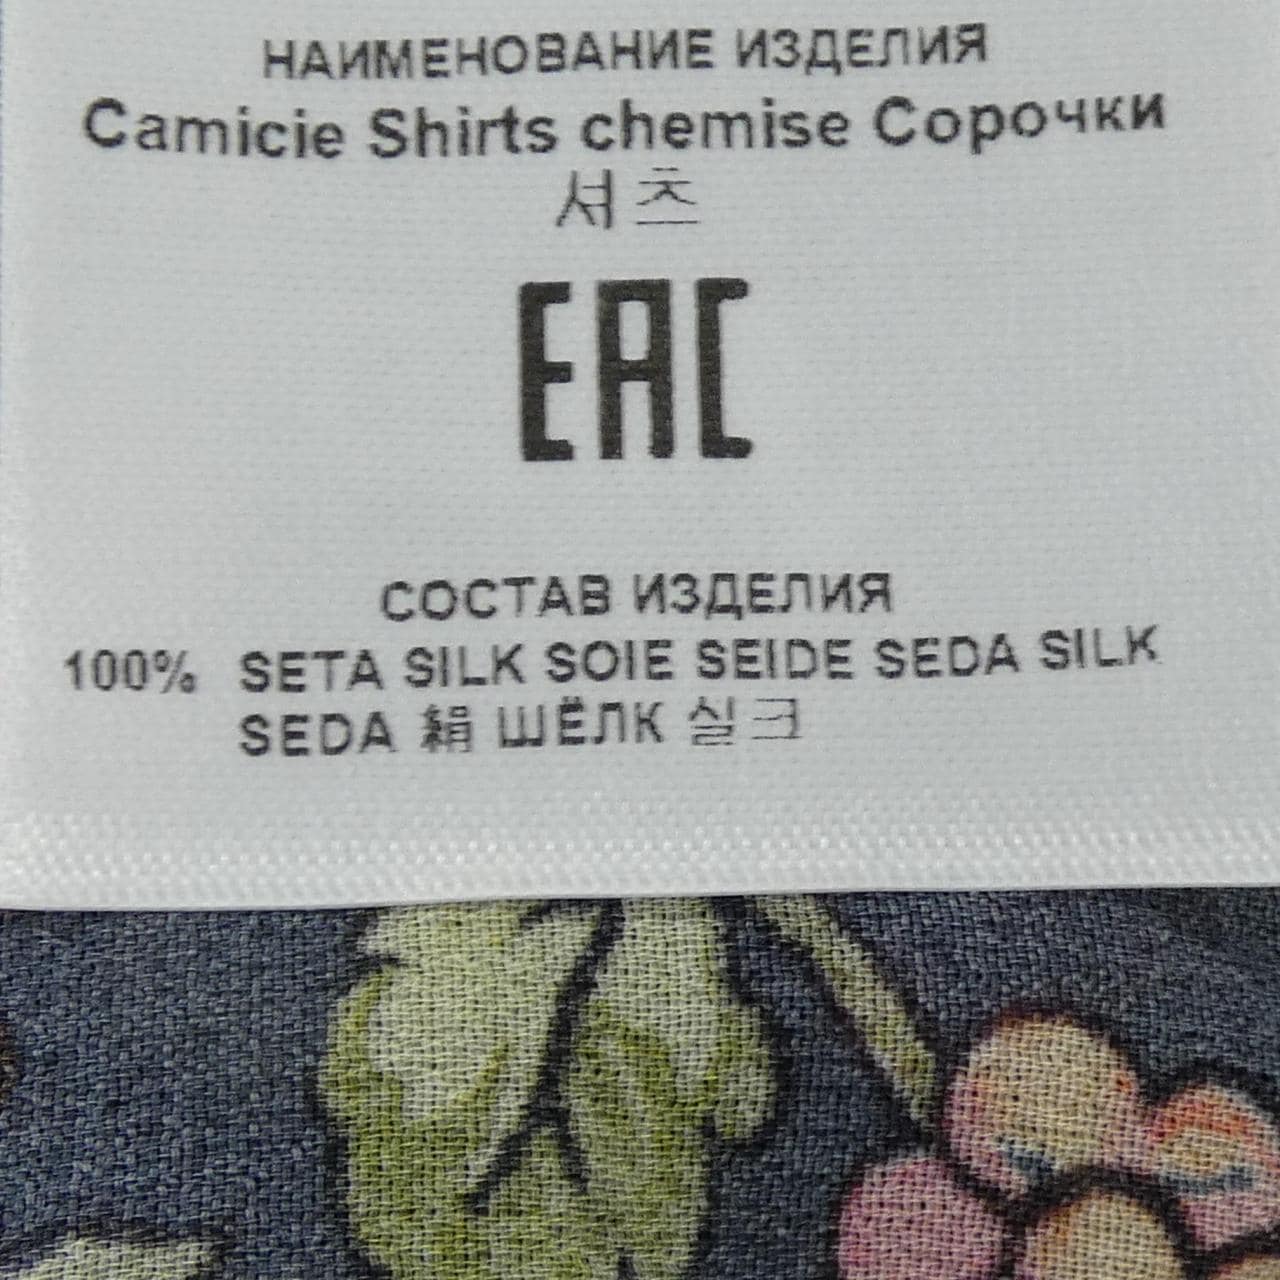 НАИМЕНОВАНИЕ ИЗДЕЛИЯ
Camicie Shirts chemise Сорочки
셔츠
EAC
СОСТАВ ИЗДЕЛИЯ
100% SETA SILK SOIE SEIDE SEDA SILK
SEDA 絹 ШЁЛК 실크